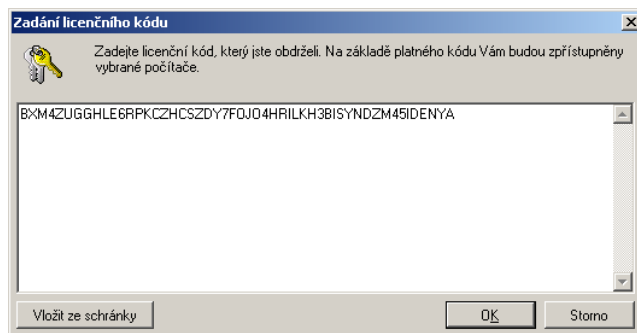 Zadání licenčního kódu
Zadejte licenční kód, který jste obdrželi. Na základě platného kódu Vám budou zpřístupněny
vybrané počítače.
BXM4ZUGGHLE6RPKCZHCSZDY7FOJO4HRILKH3BISYNDZM45IDENYA
Vložit ze schránky
OK
Storno